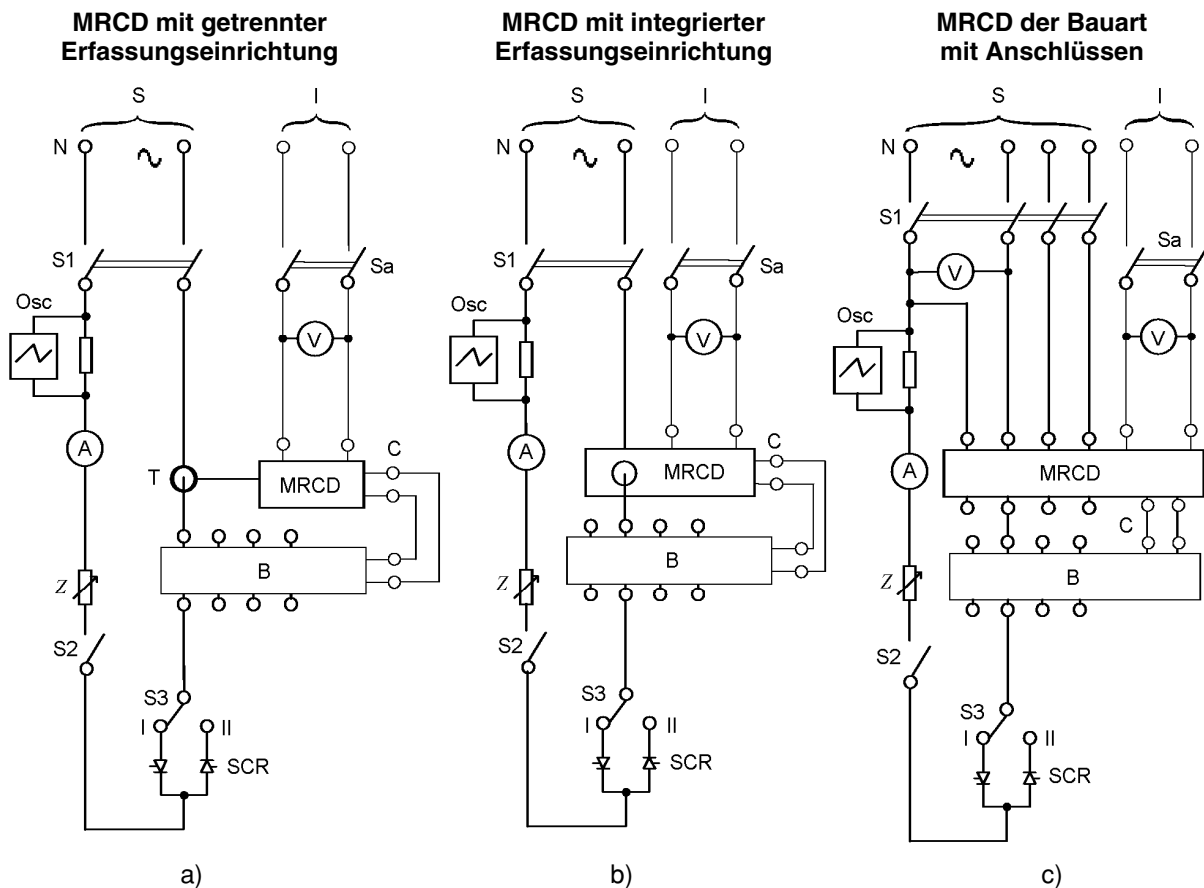 MRCD mit getrennter
Erfassungseinrichtung
S
I
N
S1
Sa
Osc
V
A
T
MRCD
C
B
Z
S2
S3
I
II
SCR
a)
MRCD mit integrierter
Erfassungseinrichtung
S
I
N
S1
Sa
Osc
V
A
MRCD
C
B
Z
S2
S3
I
II
SCR
b)
MRCD der Bauart
mit Anschlüssen
S
I
N
S1
Sa
V
Osc
V
A
MRCD
C
B
Z
S2
S3
I
II
SCR
c)